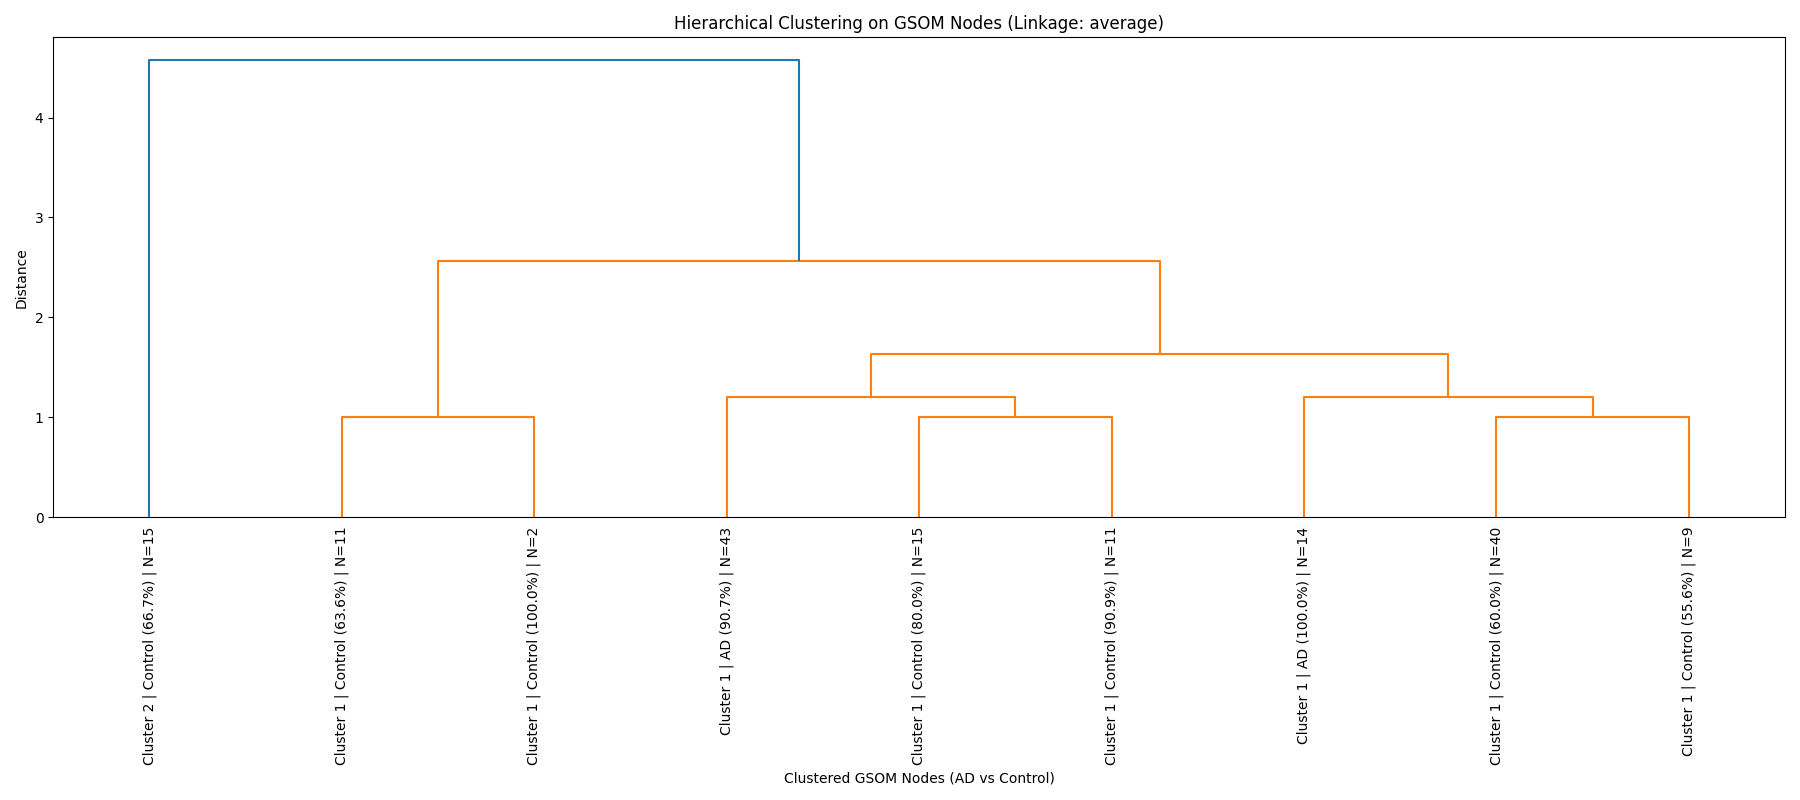 Hierarchical Clustering on GSOM Nodes (Linkage: average)
Distance
4
3
2
1
0
Cluster 2 | Control (66.7%) | N=15
Cluster 1 | Control (63.6%) | N=11
Cluster 1 | Control (100.0%) | N=2
Cluster 1 | AD (90.7%) | N=43
Cluster 1 | Control (80.0%) | N=15
Cluster 1 | Control (90.9%) | N=11
Cluster 1 | AD (100.0%) | N=14
Cluster 1 | Control (60.0%) | N=40
Cluster 1 | Control (55.6%) | N=9
Clustered GSOM Nodes (AD vs Control)